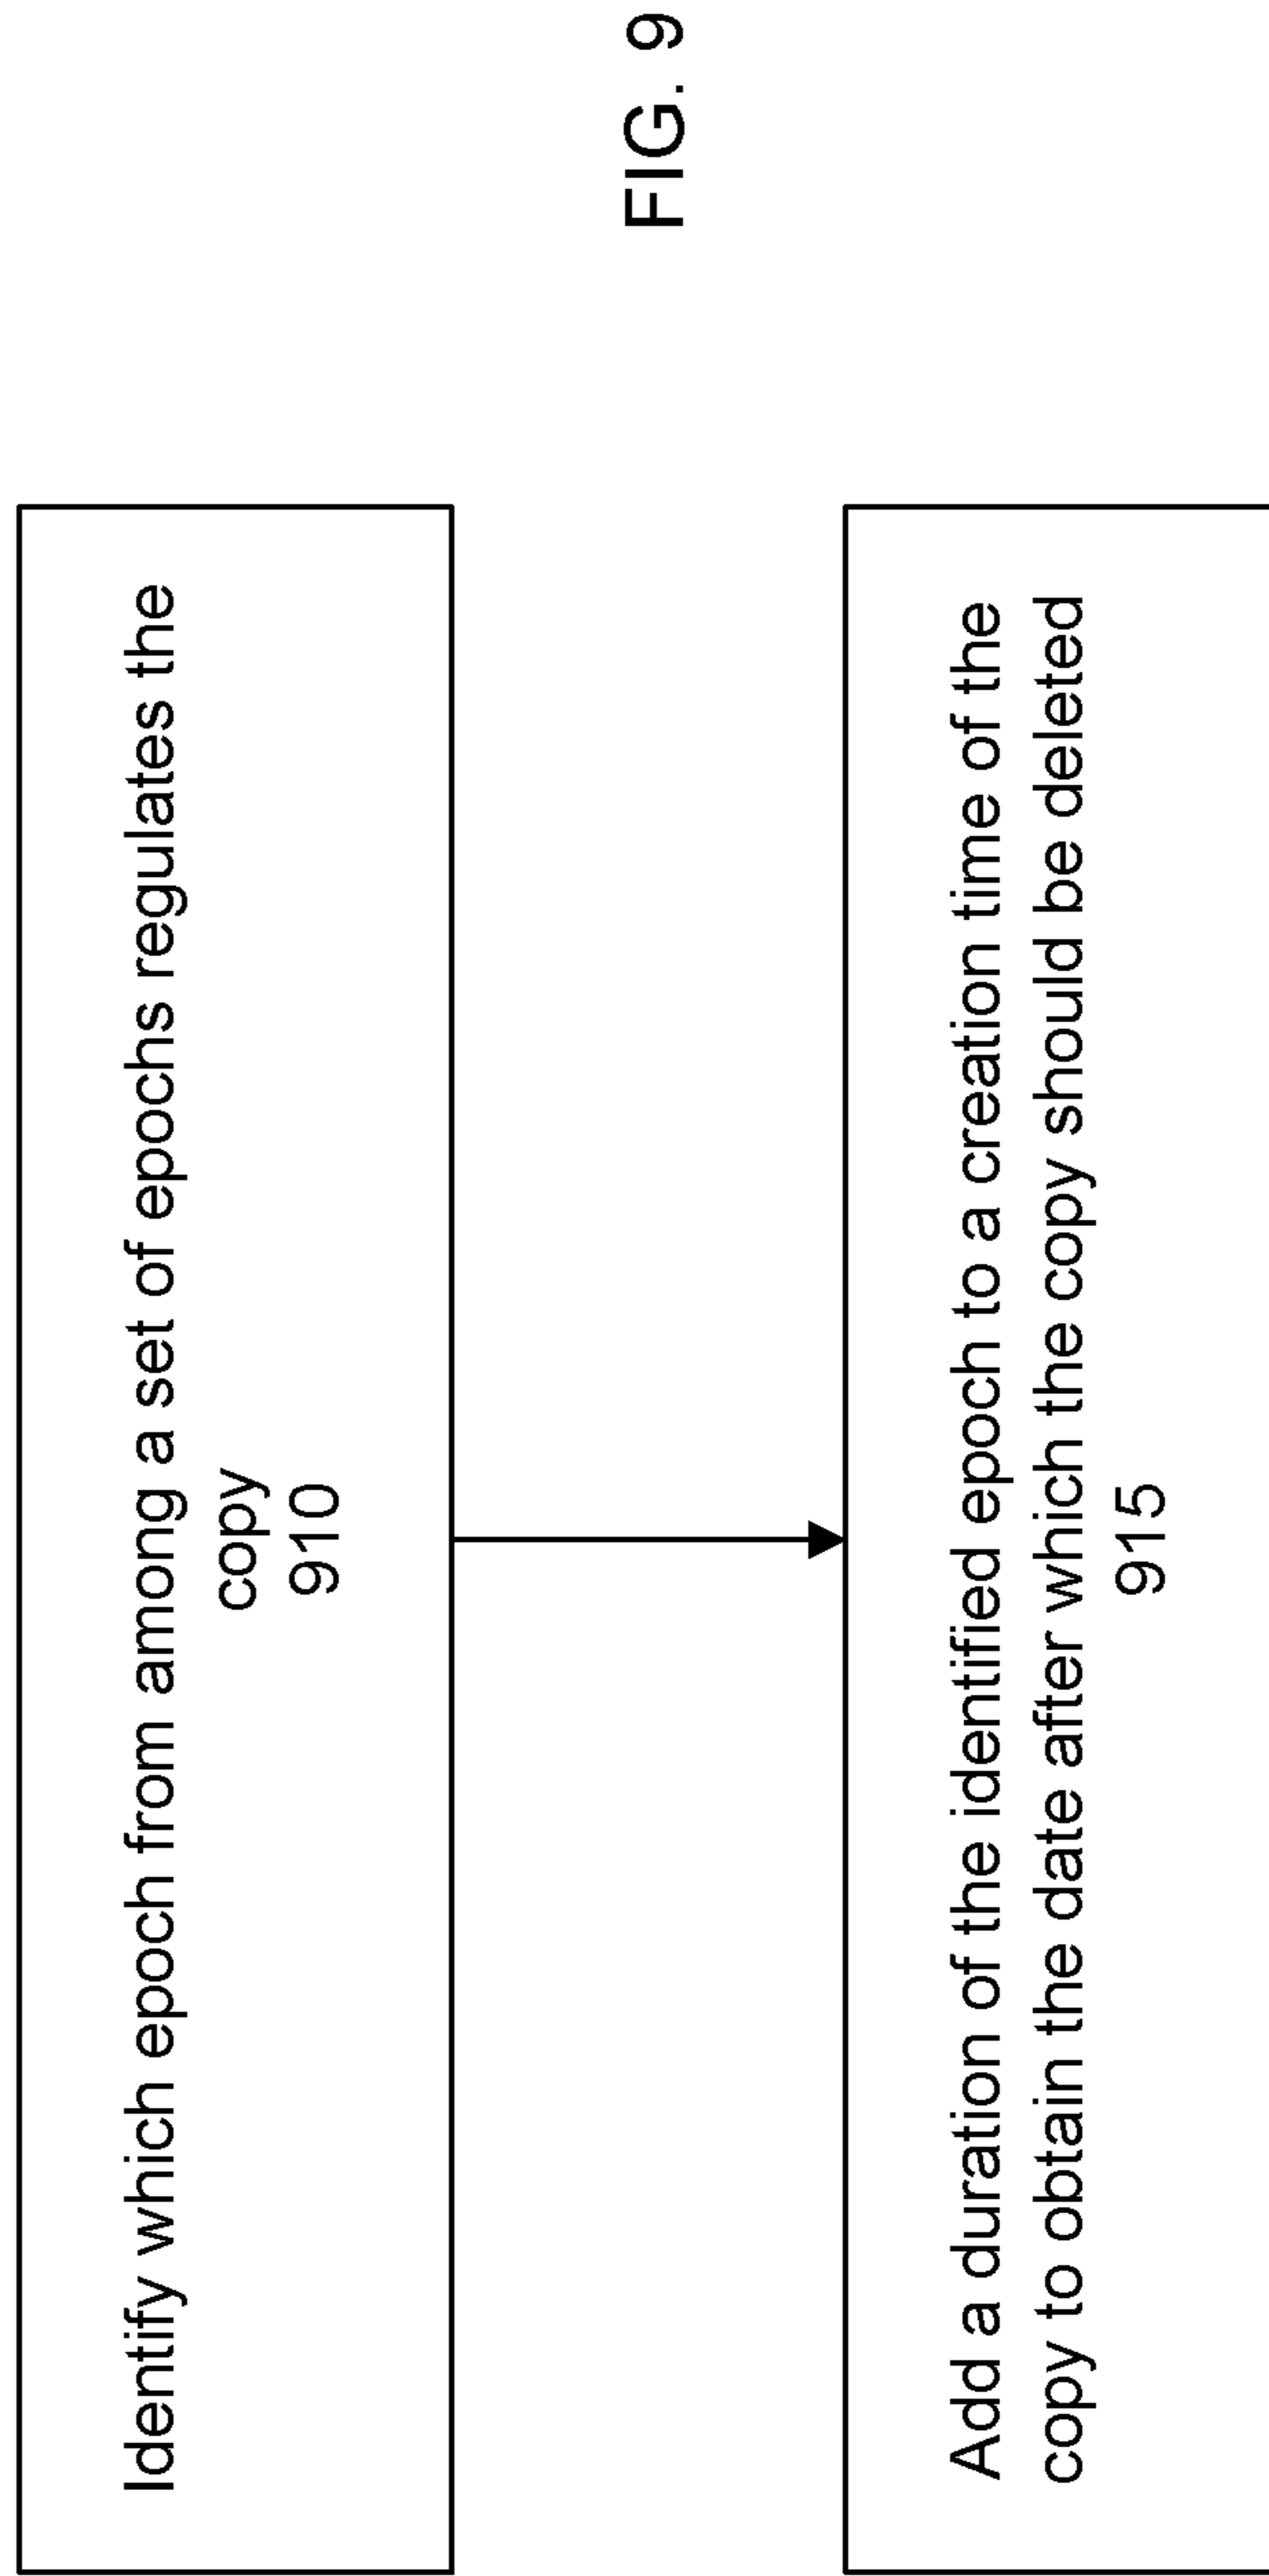 Identify which epoch from among a set of epochs regulates the
copy
910
Add a duration of the identified epoch to a creation time of the
copy to obtain the date after which the copy should be deleted
915
FIG. 9